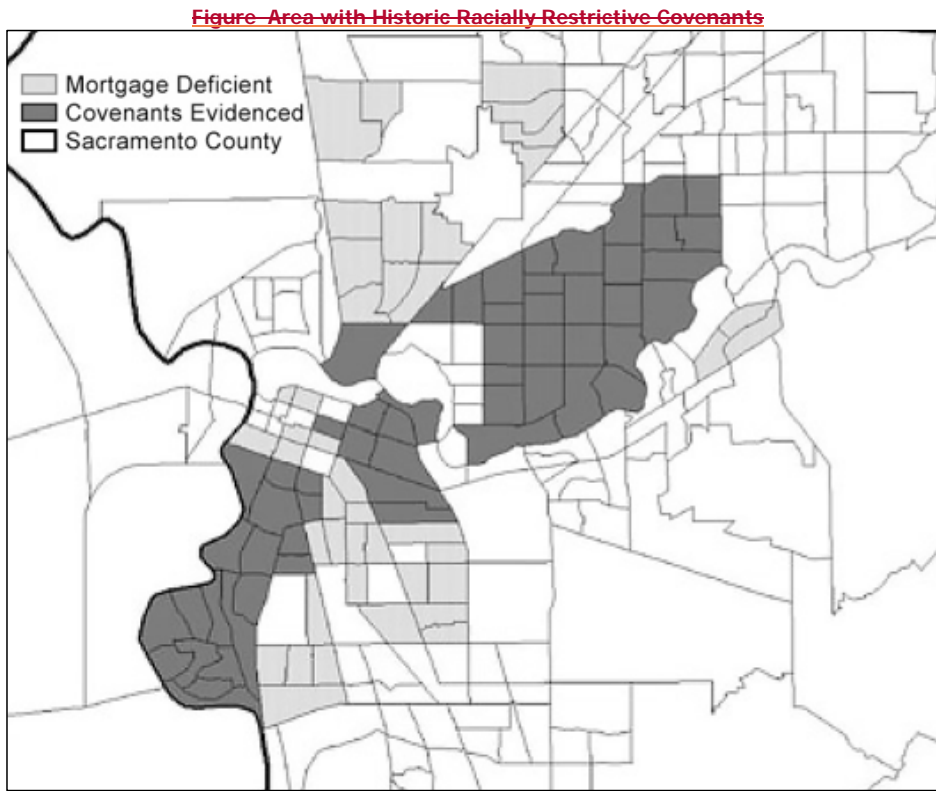 Figure Area with Historic Racially Restrictive Covenants
Mortgage Deficient
Covenants Evidenced
Sacramento County